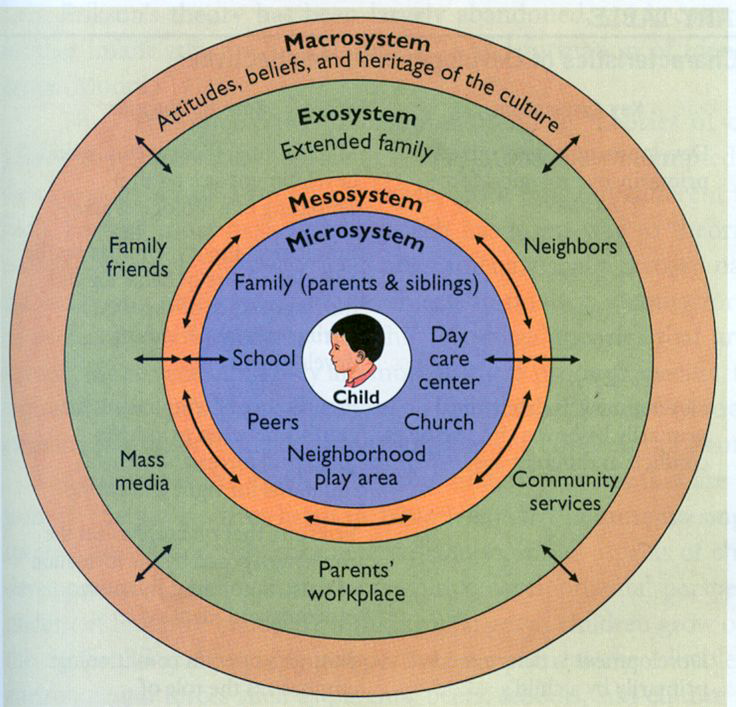 Macrosystem
Attitudes, beliefs, and heritage of the culture
Exosystem
Extended family
Mesosystem
Microsystem
Family
friends
Neighbors
Family (parents & siblings)
School
Day
care
center
Child
Peers
Church
Neighborhood
play area
Mass
media
Community
services
Parents'
workplace